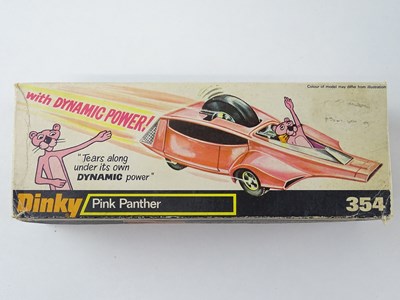 Colour of model may differ from illustration
with DYNAMIC POWER!
"Tears along
under its own
DYNAMIC power"
Dinky
Pink Panther
354